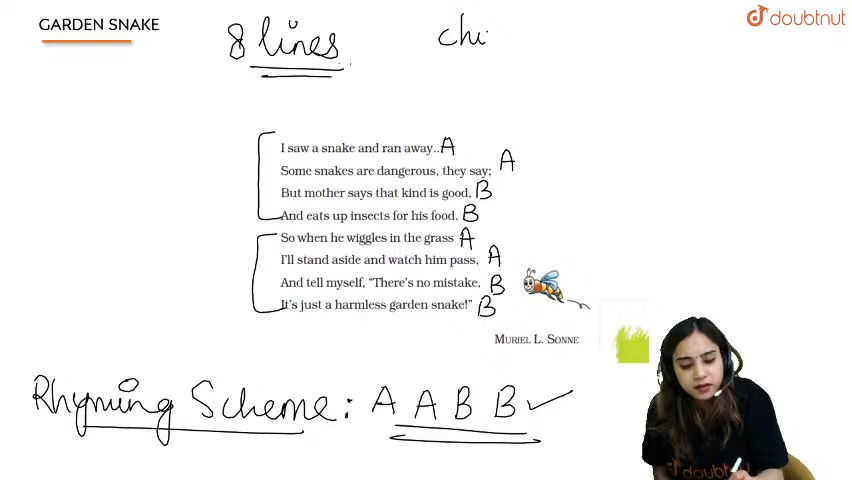 GARDEN SNAKE
8 lines
chi
doubtnut
I saw a snake and ran away.. A
Some snakes are dangerous, they say; A
But mother says that kind is good, B
And eats up insects for his food. B
So when he wiggles in the grass A
I'll stand aside and watch him pass, A
And tell myself, “There's no mistake, B
It's just a harmless garden snake!” B
MURIEL L. SONNE
Rhyming Scheme: A A B B
doubtnut